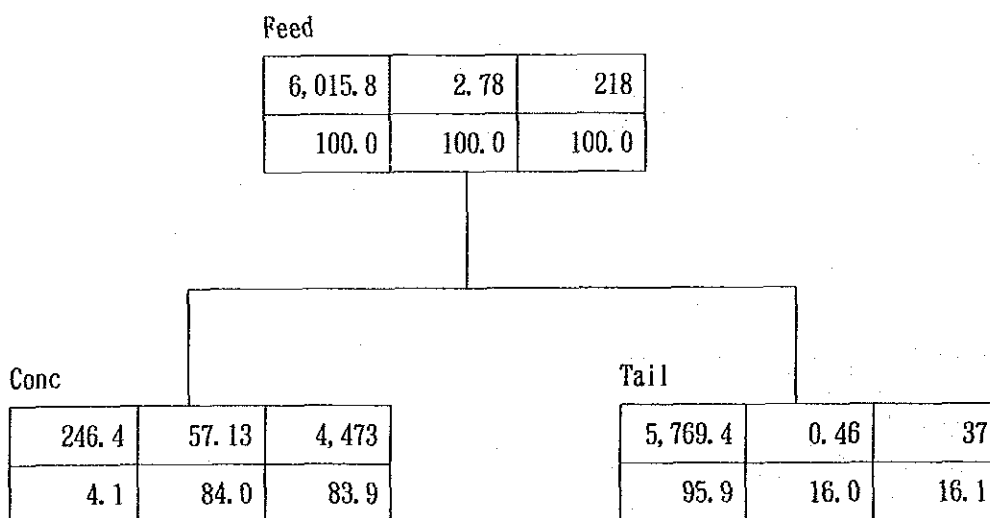 Feed
6,015.8 2.78 218
100.0 100.0 100.0
Conc
246.4 57.13 4,473
4.1 84.0 83.9
Tail
5,769.4 0.46 37
95.9 16.0 16.1